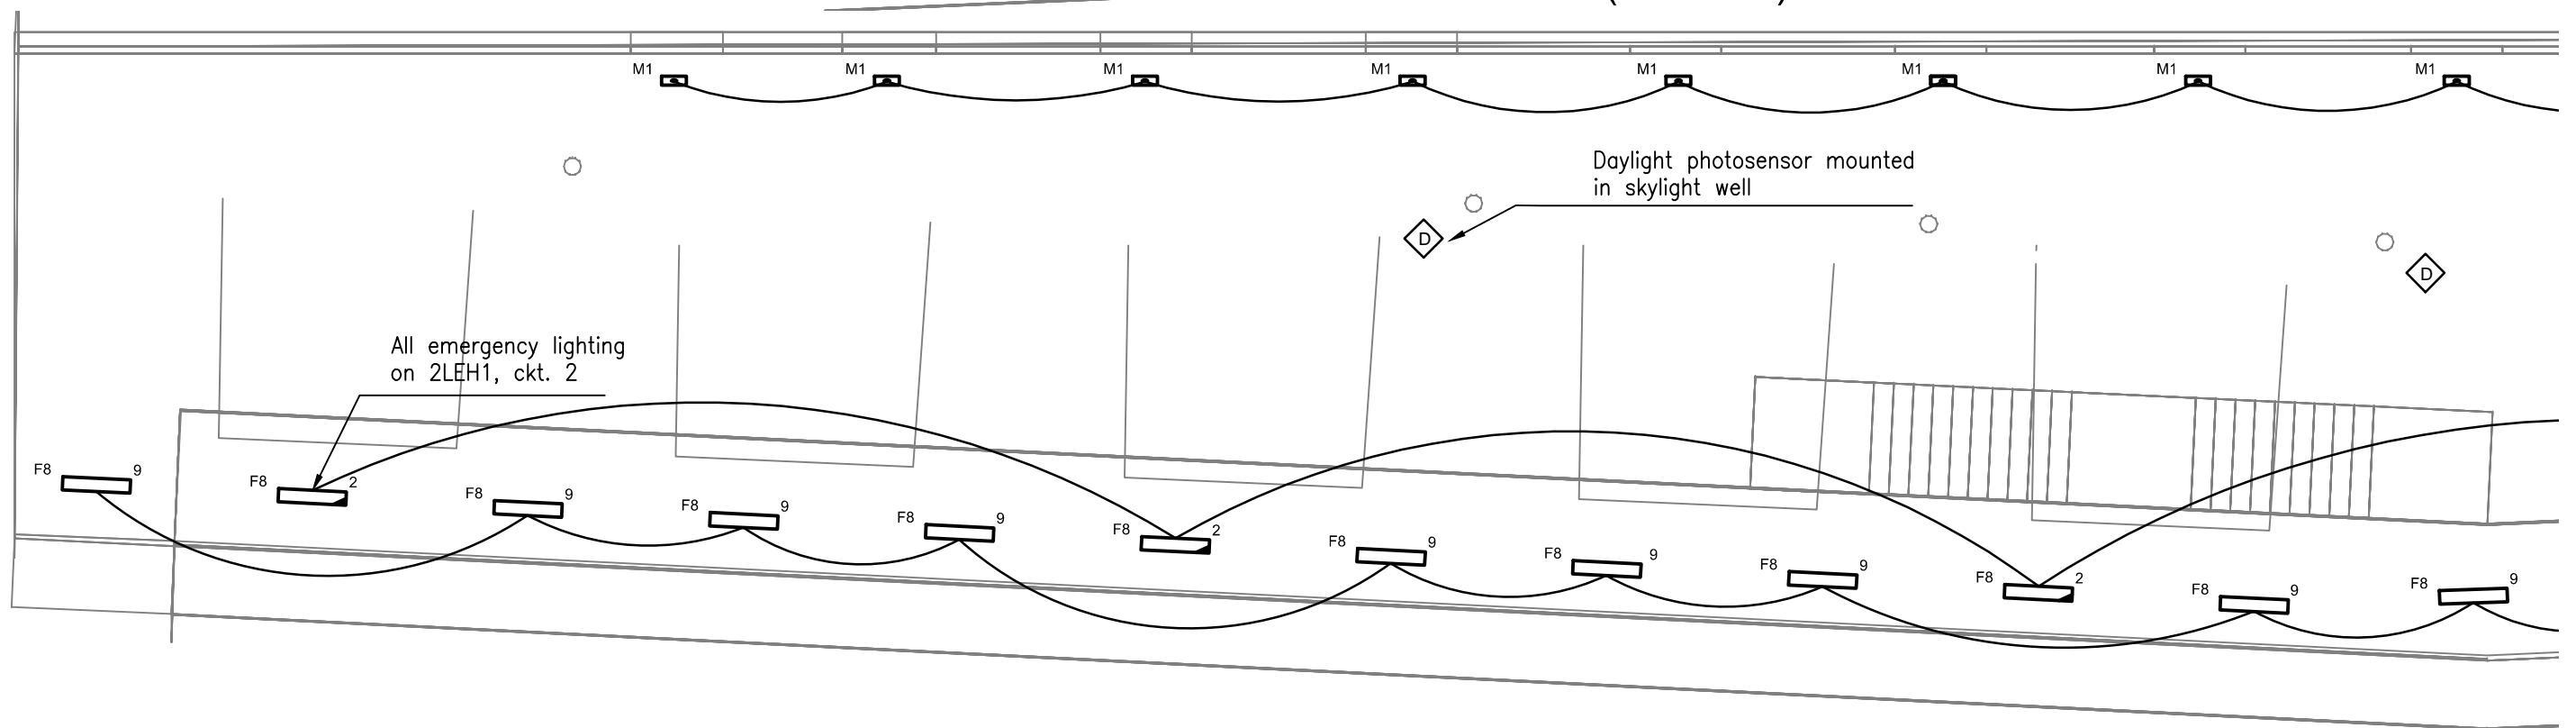 M1 M1 M1 M1 M1 M1 M1 M1
Daylight photosensor mounted
in skylight well
D
D
All emergency lighting
on 2LEH1, ckt. 2
F8 9
F8 2
F8 9
F8 9
F8 9
F8 2
F8 9
F8 9
F8 9
F8 2
F8 9
F8 9